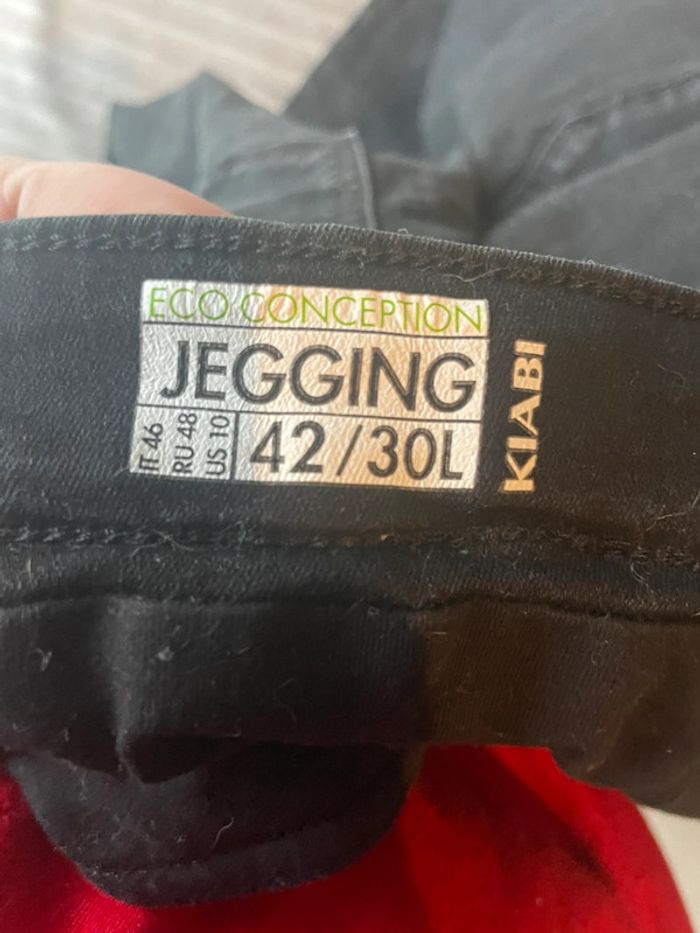 ECO CONCEPTION
JEGGING
IT 46
RU 48
US 10
42/30L
KIABI